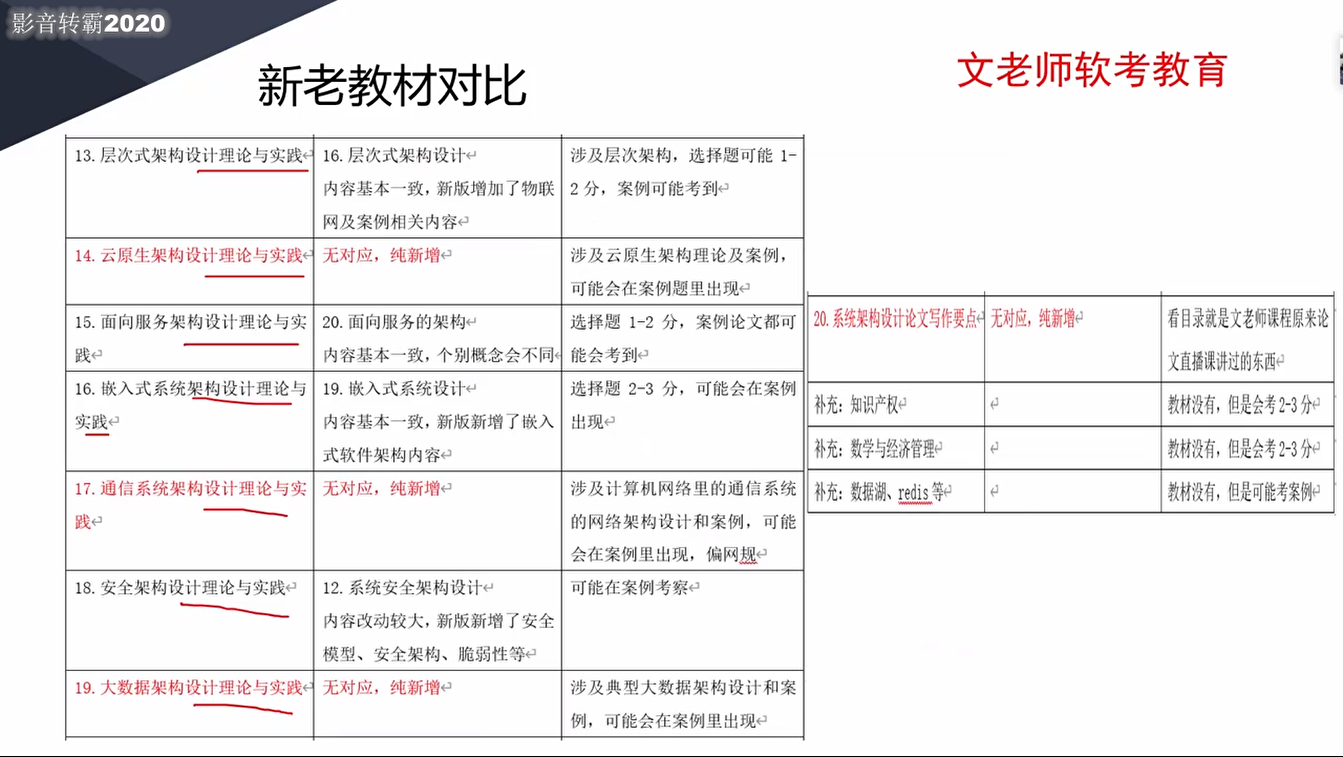 影音转霸2020
新老教材对比
文老师软考教育
13. 层次式架构设计理论与实践
16. 层次式架构设计
内容基本一致，新版增加了物联
网及案例相关内容
涉及层次架构，选择题可能 1-
2 分，案例可能考到
14. 云原生架构设计理论与实践
无对应，纯新增
涉及云原生架构理论及案例，
可能会在案例题里出现
15. 面向服务架构设计理论与实
践
20. 面向服务的架构
内容基本一致，个别概念会不同
选择题 1-2 分，案例论文都可
能会考到
16. 嵌入式系统架构设计理论与
实践
19. 嵌入式系统设计
内容基本一致，新版新增了嵌入
式软件架构内容
选择题 2-3 分，可能会在案例
出现
17. 通信系统架构设计理论与实
践
无对应，纯新增
涉及计算机网络里的通信系统
的网络架构设计和案例，可能
会在案例里出现，偏网规
18. 安全架构设计理论与实践
12. 系统安全架构设计
内容改动较大，新版新增了安全
模型、安全架构、脆弱性等
可能在案例考察
19. 大数据架构设计理论与实践
无对应，纯新增
涉及典型大数据架构设计和案
例，可能会在案例里出现
20. 系统架构设计论文写作要点
无对应，纯新增
看目录就是文老师课程原来论
文直播课讲过的东西
补充：知识产权
教材没有，但是会考 2-3 分
补充：数学与经济管理
教材没有，但是会考 2-3 分
补充：数据湖、redis 等
教材没有，但是可能考案例